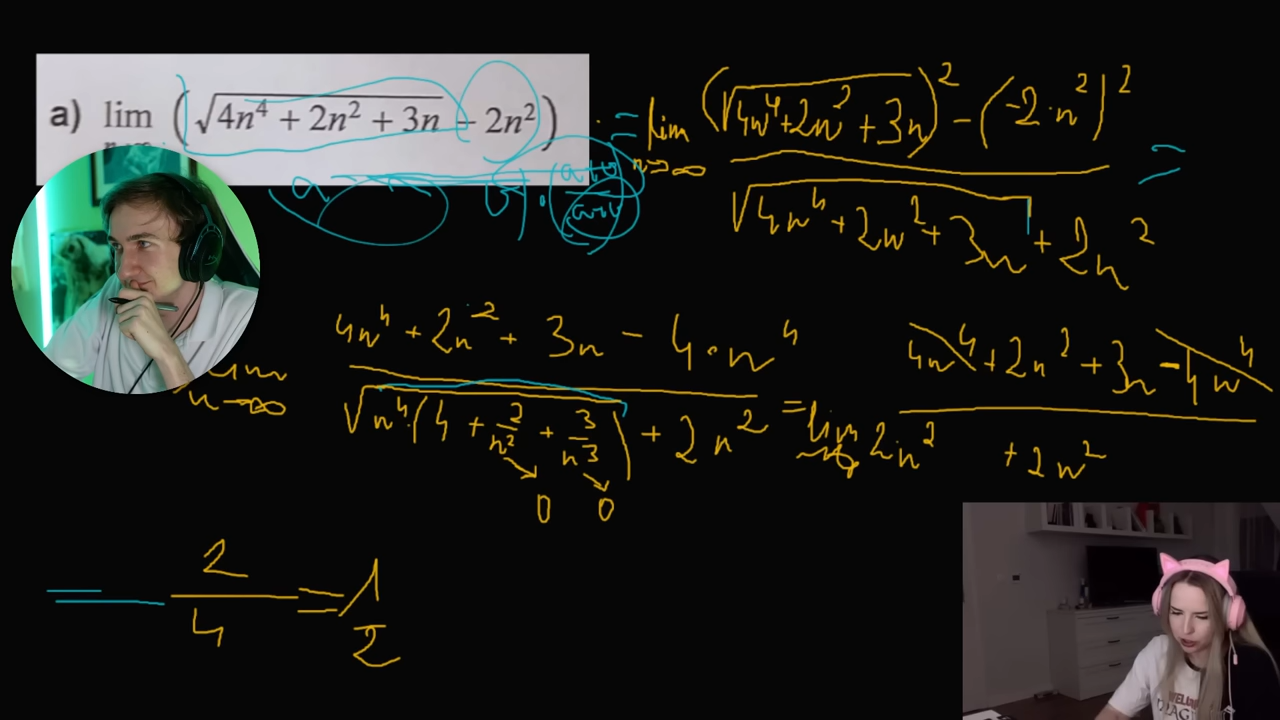 a) lim (√4n⁴ + 2n² + 3n − 2n²)
a b) · (a+b / a+b)
= lim n→∞ (√4n⁴+2n²+3n)² − (−2·n²)² / √4n⁴+2n²+3n + 2n² =
lim n→∞ 4n⁴ + 2n² + 3n − 4·n⁴ / √n⁴·(4 + 2/n² + 3/n³) + 2n² = lim 4n⁴ + 2n² + 3n − 4n⁴ / 2n² + 2n²
0 0
= 2/4 = 1/2